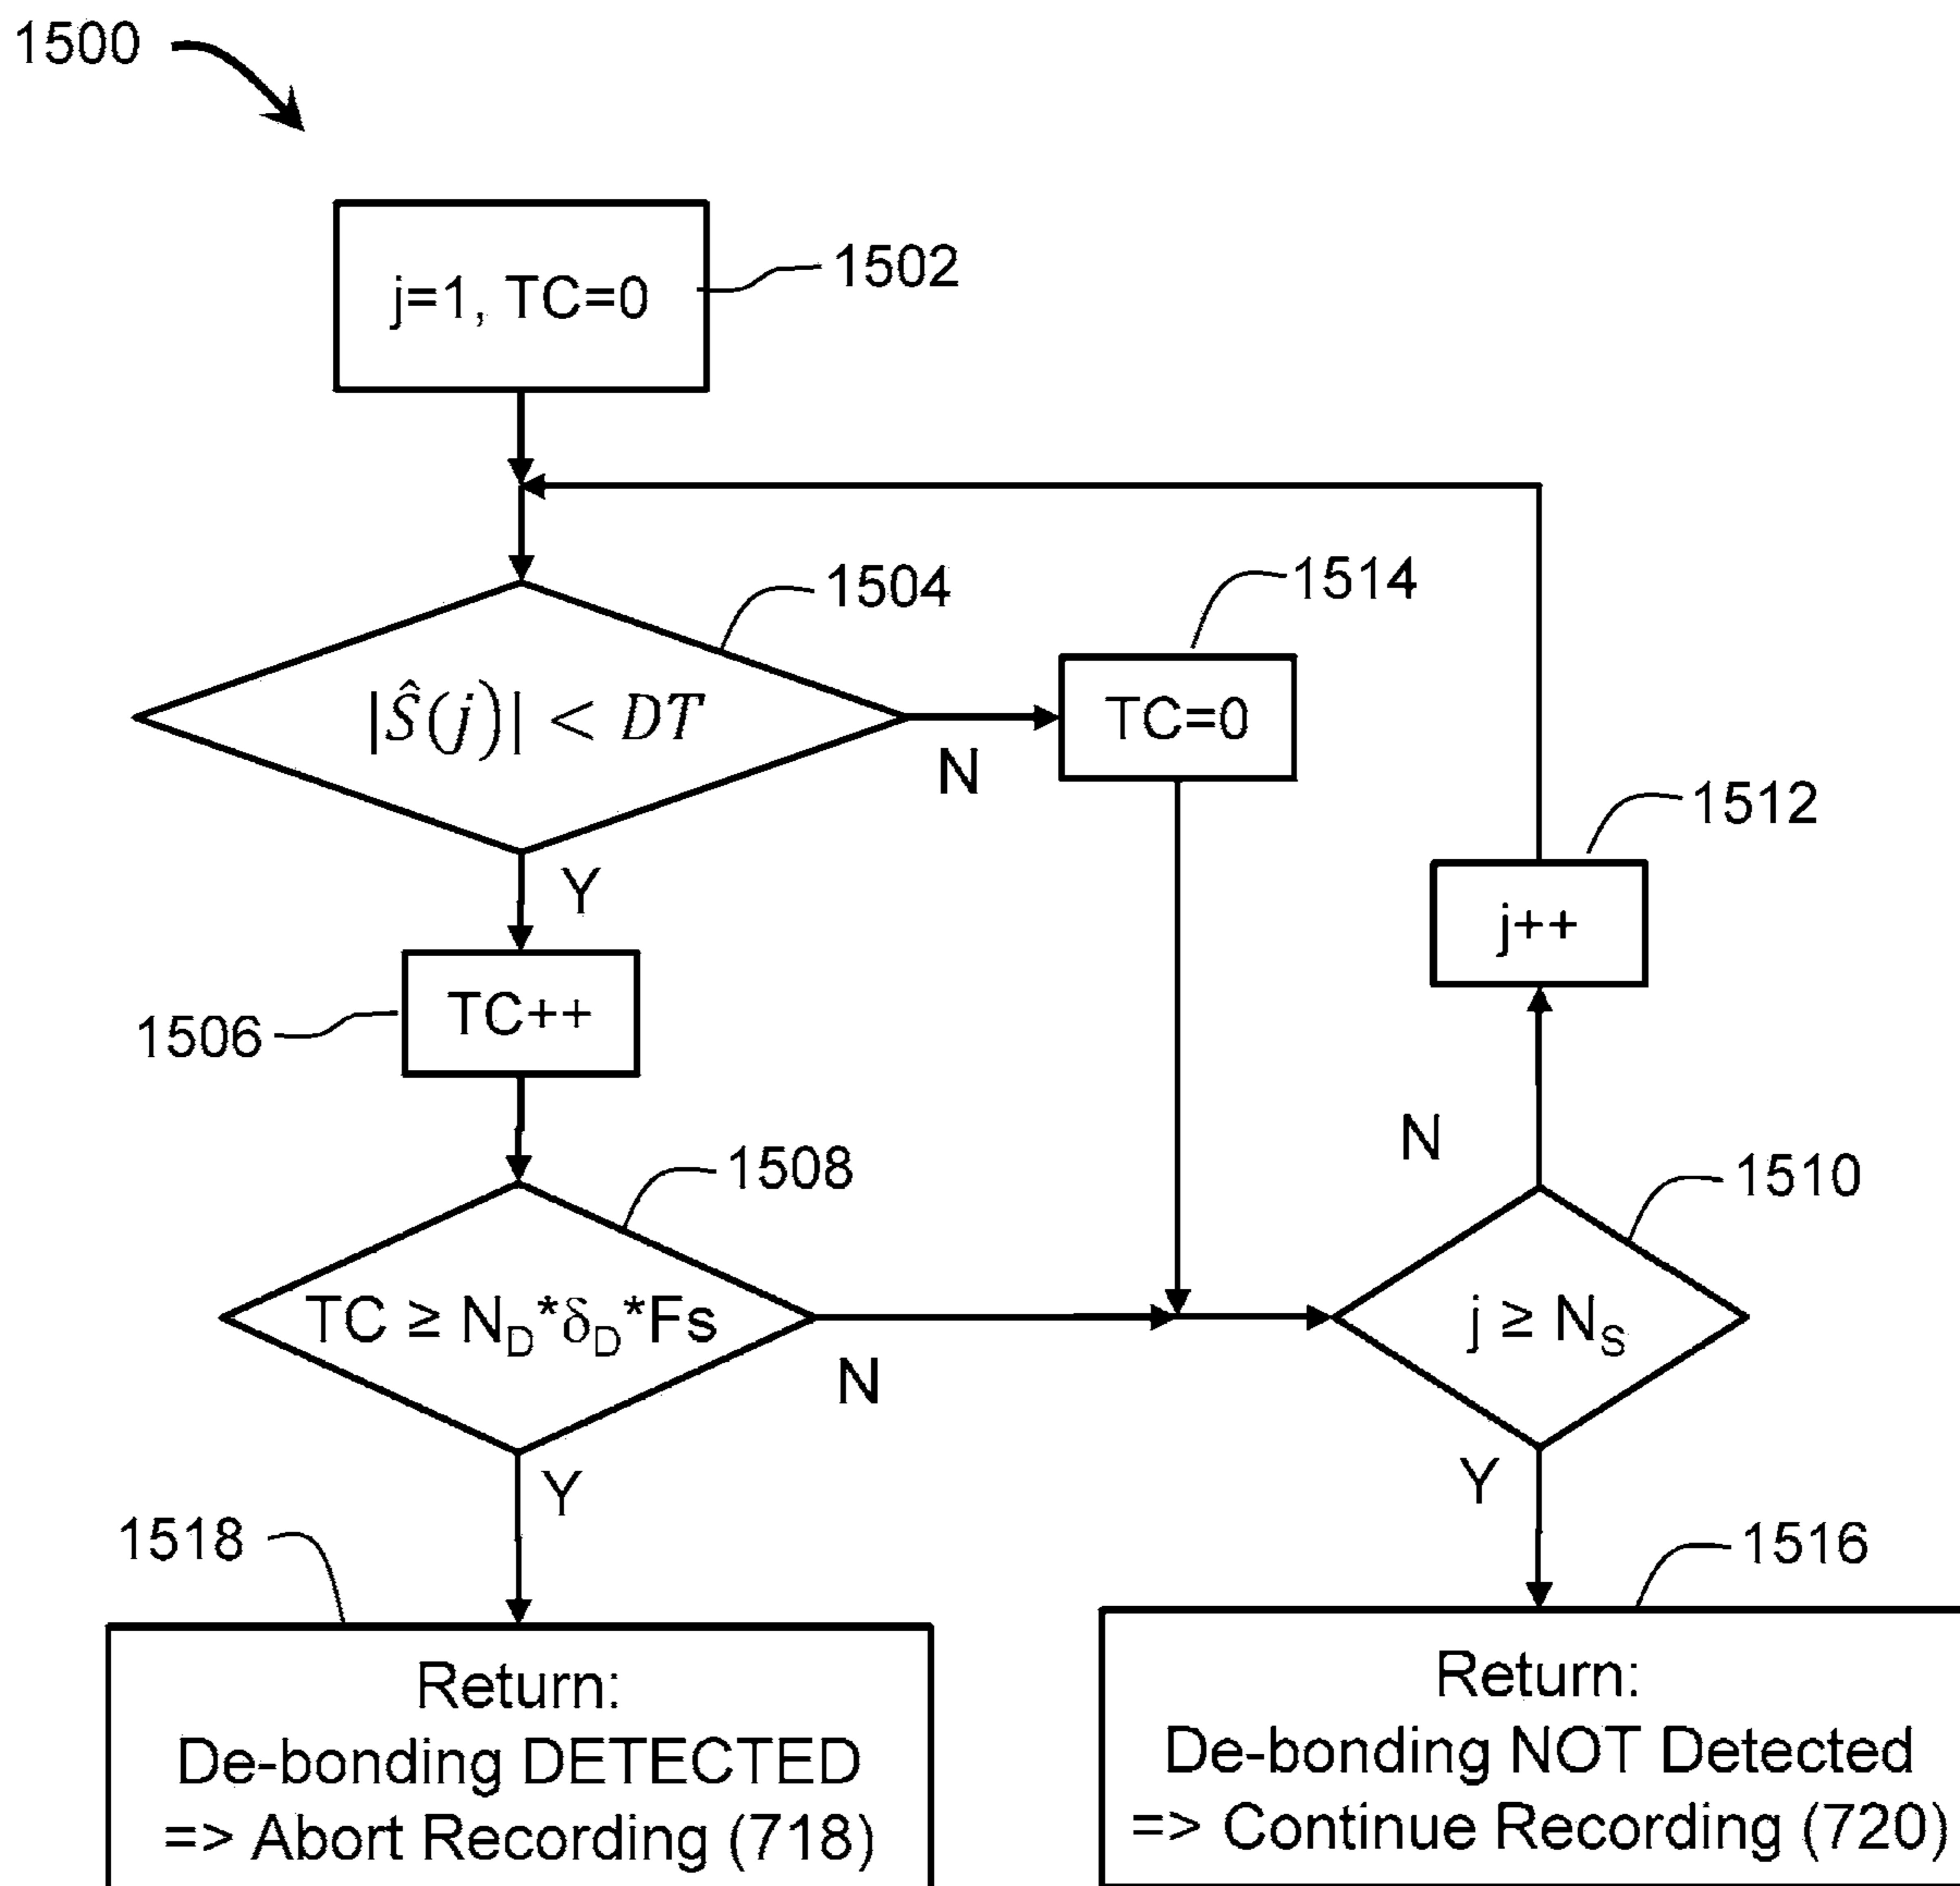 1500
j=1, TC=0
1502
1504
|Ŝ(j)| < DT
N
1514
TC=0
1512
j++
Y
1506
TC++
N
1508
1510
TC ≥ N_D*δ_D*Fs
N
j ≥ N_S
Y
Y
1518
1516
Return:
De-bonding DETECTED
=> Abort Recording (718)
Return:
De-bonding NOT Detected
=> Continue Recording (720)